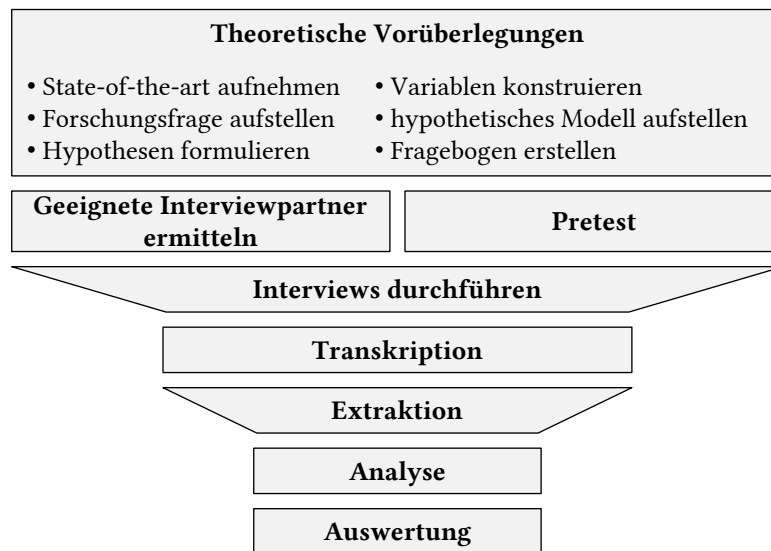 Theoretische Vorüberlegungen
• State-of-the-art aufnehmen
• Forschungsfrage aufstellen
• Hypothesen formulieren
• Variablen konstruieren
• hypothetisches Modell aufstellen
• Fragebogen erstellen
Geeignete Interviewpartner
ermitteln
Pretest
Interviews durchführen
Transkription
Extraktion
Analyse
Auswertung